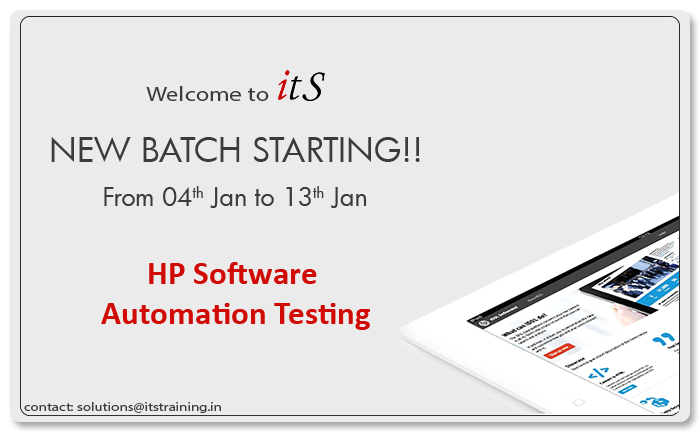 Welcome to itS
NEW BATCH STARTING!!
From 04th Jan to 13th Jan
HP Software
Automation Testing
contact: solutions@itstraining.in